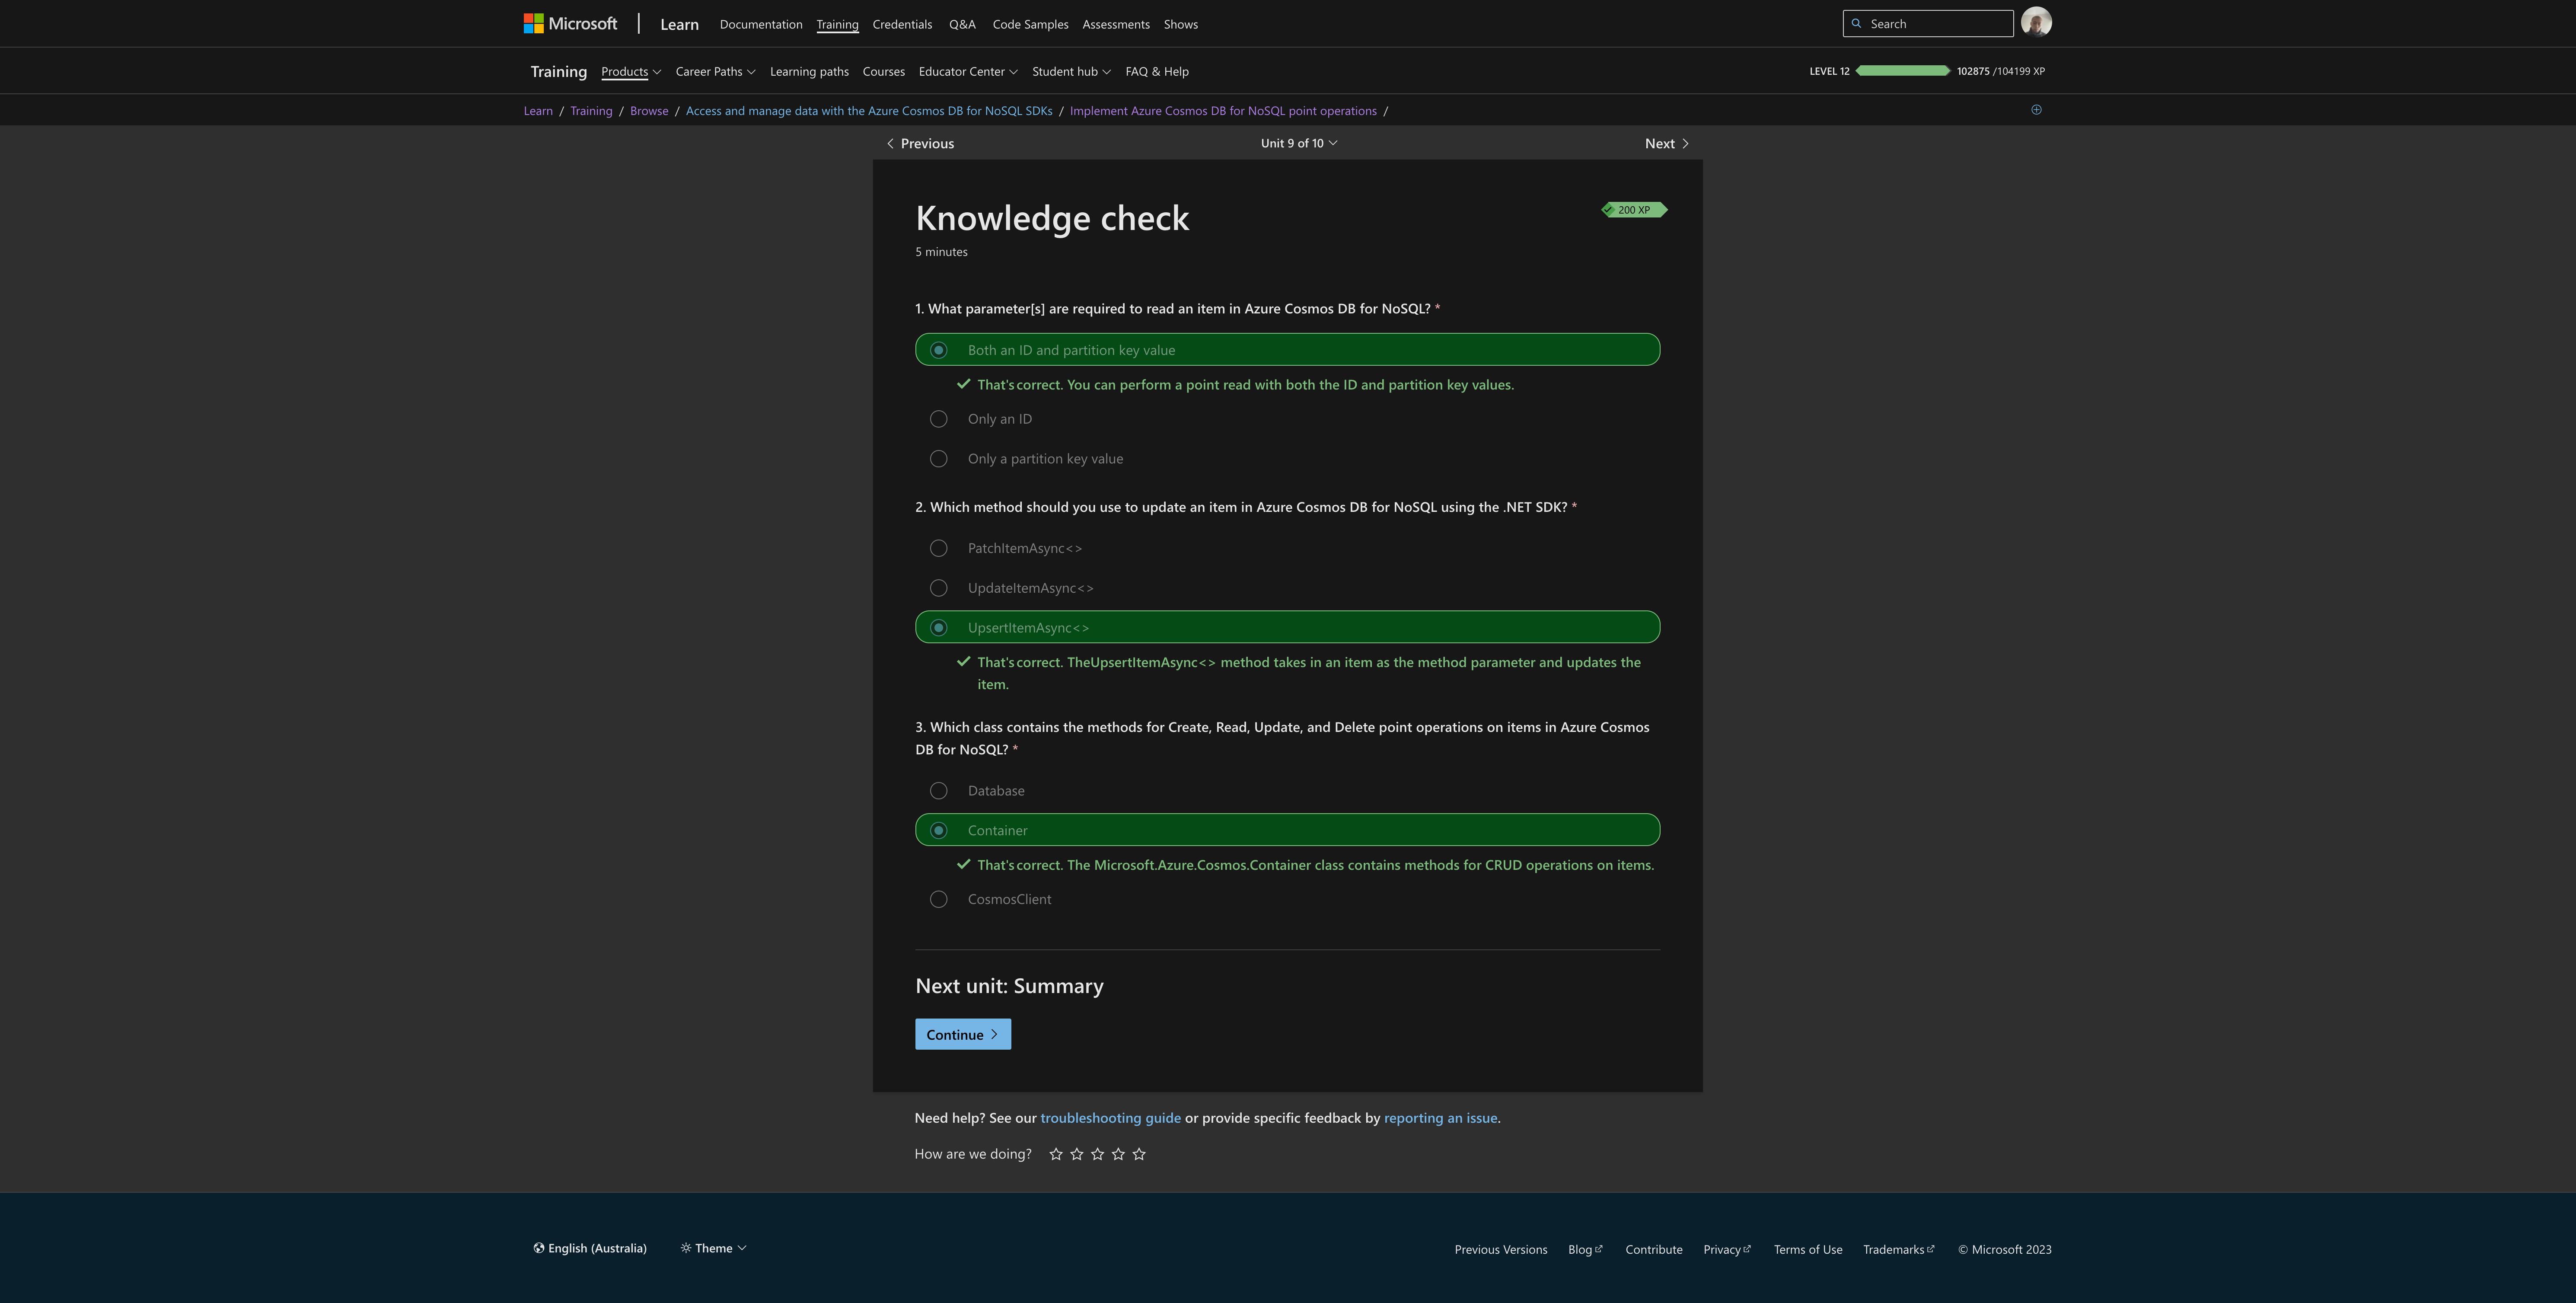 Microsoft | Learn Documentation Training Credentials Q&A Code Samples Assessments Shows Search
Training Products Career Paths Learning paths Courses Educator Center Student hub FAQ & Help LEVEL 12 102875 /104199 XP
Learn / Training / Browse / Access and manage data with the Azure Cosmos DB for NoSQL SDKs / Implement Azure Cosmos DB for NoSQL point operations /
Previous Unit 9 of 10 Next
Knowledge check
200 XP
5 minutes
1. What parameter[s] are required to read an item in Azure Cosmos DB for NoSQL? *
Both an ID and partition key value
That's correct. You can perform a point read with both the ID and partition key values.
Only an ID
Only a partition key value
2. Which method should you use to update an item in Azure Cosmos DB for NoSQL using the .NET SDK? *
PatchItemAsync<>
UpdateItemAsync<>
UpsertItemAsync<>
That's correct. TheUpsertItemAsync<> method takes in an item as the method parameter and updates the
item.
3. Which class contains the methods for Create, Read, Update, and Delete point operations on items in Azure Cosmos
DB for NoSQL? *
Database
Container
That's correct. The Microsoft.Azure.Cosmos.Container class contains methods for CRUD operations on items.
CosmosClient
Next unit: Summary
Continue
Need help? See our troubleshooting guide or provide specific feedback by reporting an issue.
How are we doing?
English (Australia) Theme Previous Versions Blog Contribute Privacy Terms of Use Trademarks © Microsoft 2023